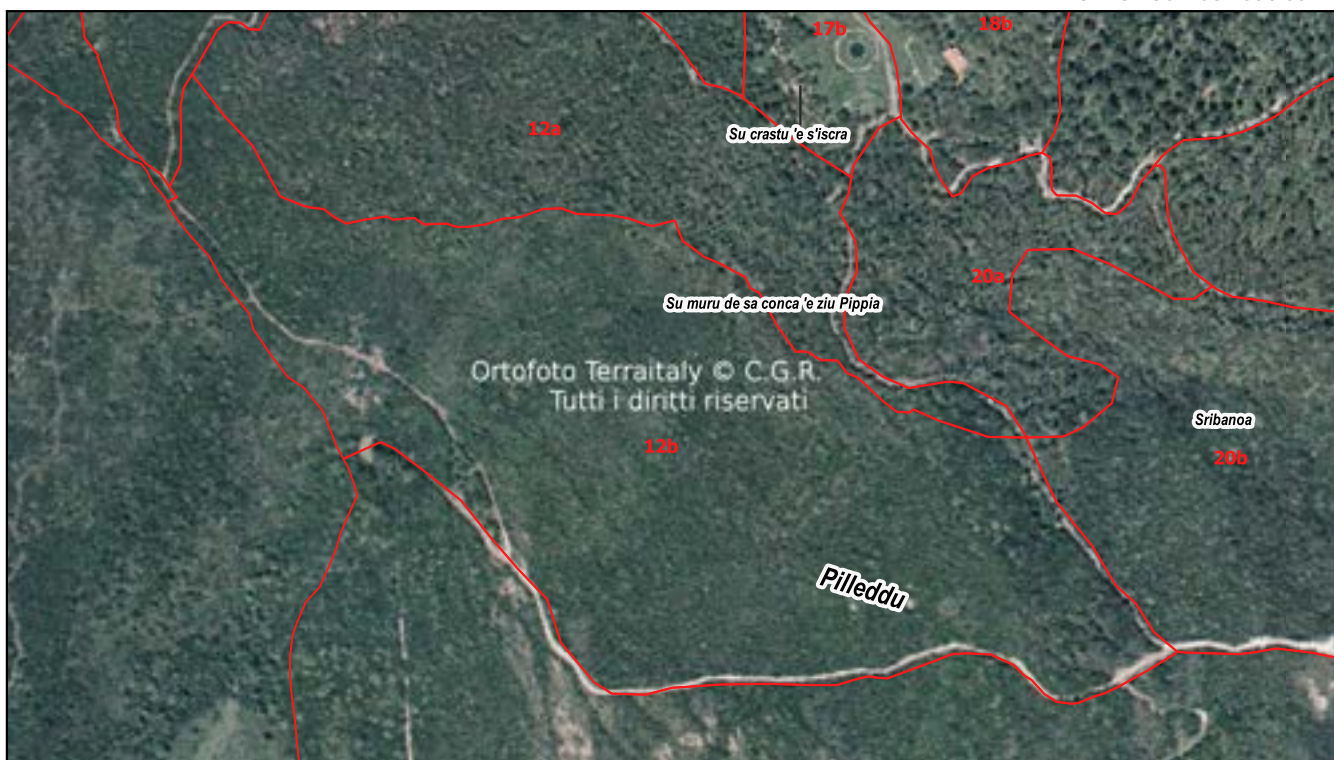 17b
18b
12a
Su crastu 'e s'iscra
20a
Su muru de sa conca 'e ziu Pippia
Ortofoto Terraitaly © C.G.R.
Tutti i diritti riservati
Sribanoa
12b
20b
Pilleddu